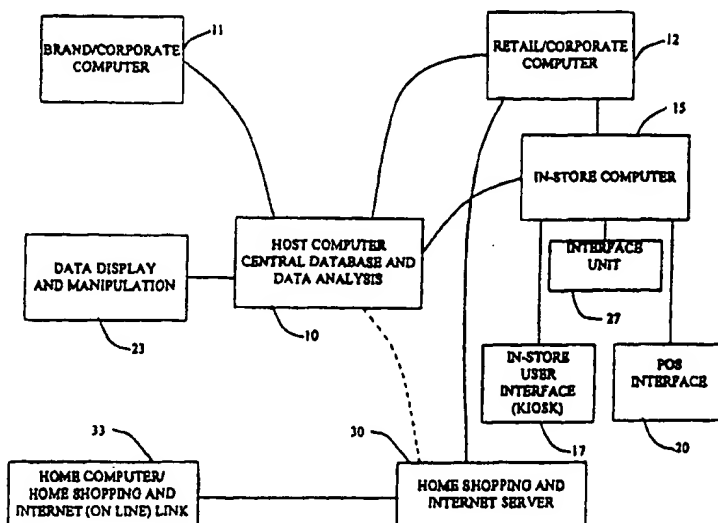 11
BRAND/CORPORATE
COMPUTER
RETAIL/CORPORATE
COMPUTER
12
15
IN-STORE COMPUTER
HOST COMPUTER
CENTRAL DATABASE AND
DATA ANALYSIS
INTERFACE
UNIT
DATA DISPLAY
AND MANIPULATION
27
23
10
IN-STORE
USER
INTERFACE
(KIOSK)
POS
INTERFACE
33
30
17
20
HOME COMPUTER/
HOME SHOPPING AND
INTERNET (ON LINE) LINK
HOME SHOPPING AND
INTERNET SERVER